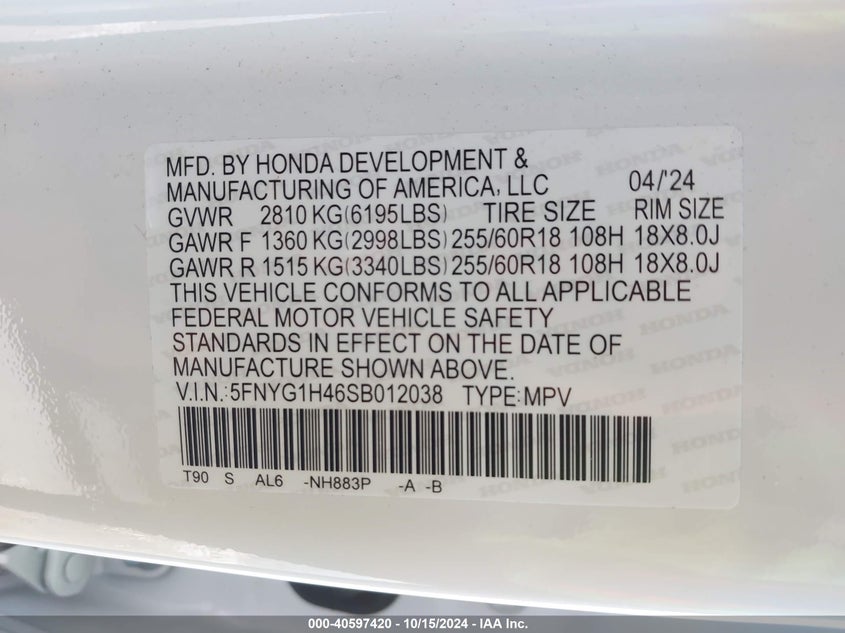 MFD. BY HONDA DEVELOPMENT &
MANUFACTURING OF AMERICA, LLC 04/'24
GVWR 2810 KG(6195LBS) TIRE SIZE RIM SIZE
GAWR F 1360 KG(2998LBS) 255/60R18 108H 18X8.0J
GAWR R 1515 KG(3340LBS) 255/60R18 108H 18X8.0J
THIS VEHICLE CONFORMS TO ALL APPLICABLE
FEDERAL MOTOR VEHICLE SAFETY
STANDARDS IN EFFECT ON THE DATE OF
MANUFACTURE SHOWN ABOVE.
V.I.N.:5FNYG1H46SB012038 TYPE:MPV
T90 S AL6 -NH883P -A -B
000-40597420 - 10/15/2024 - IAA Inc.